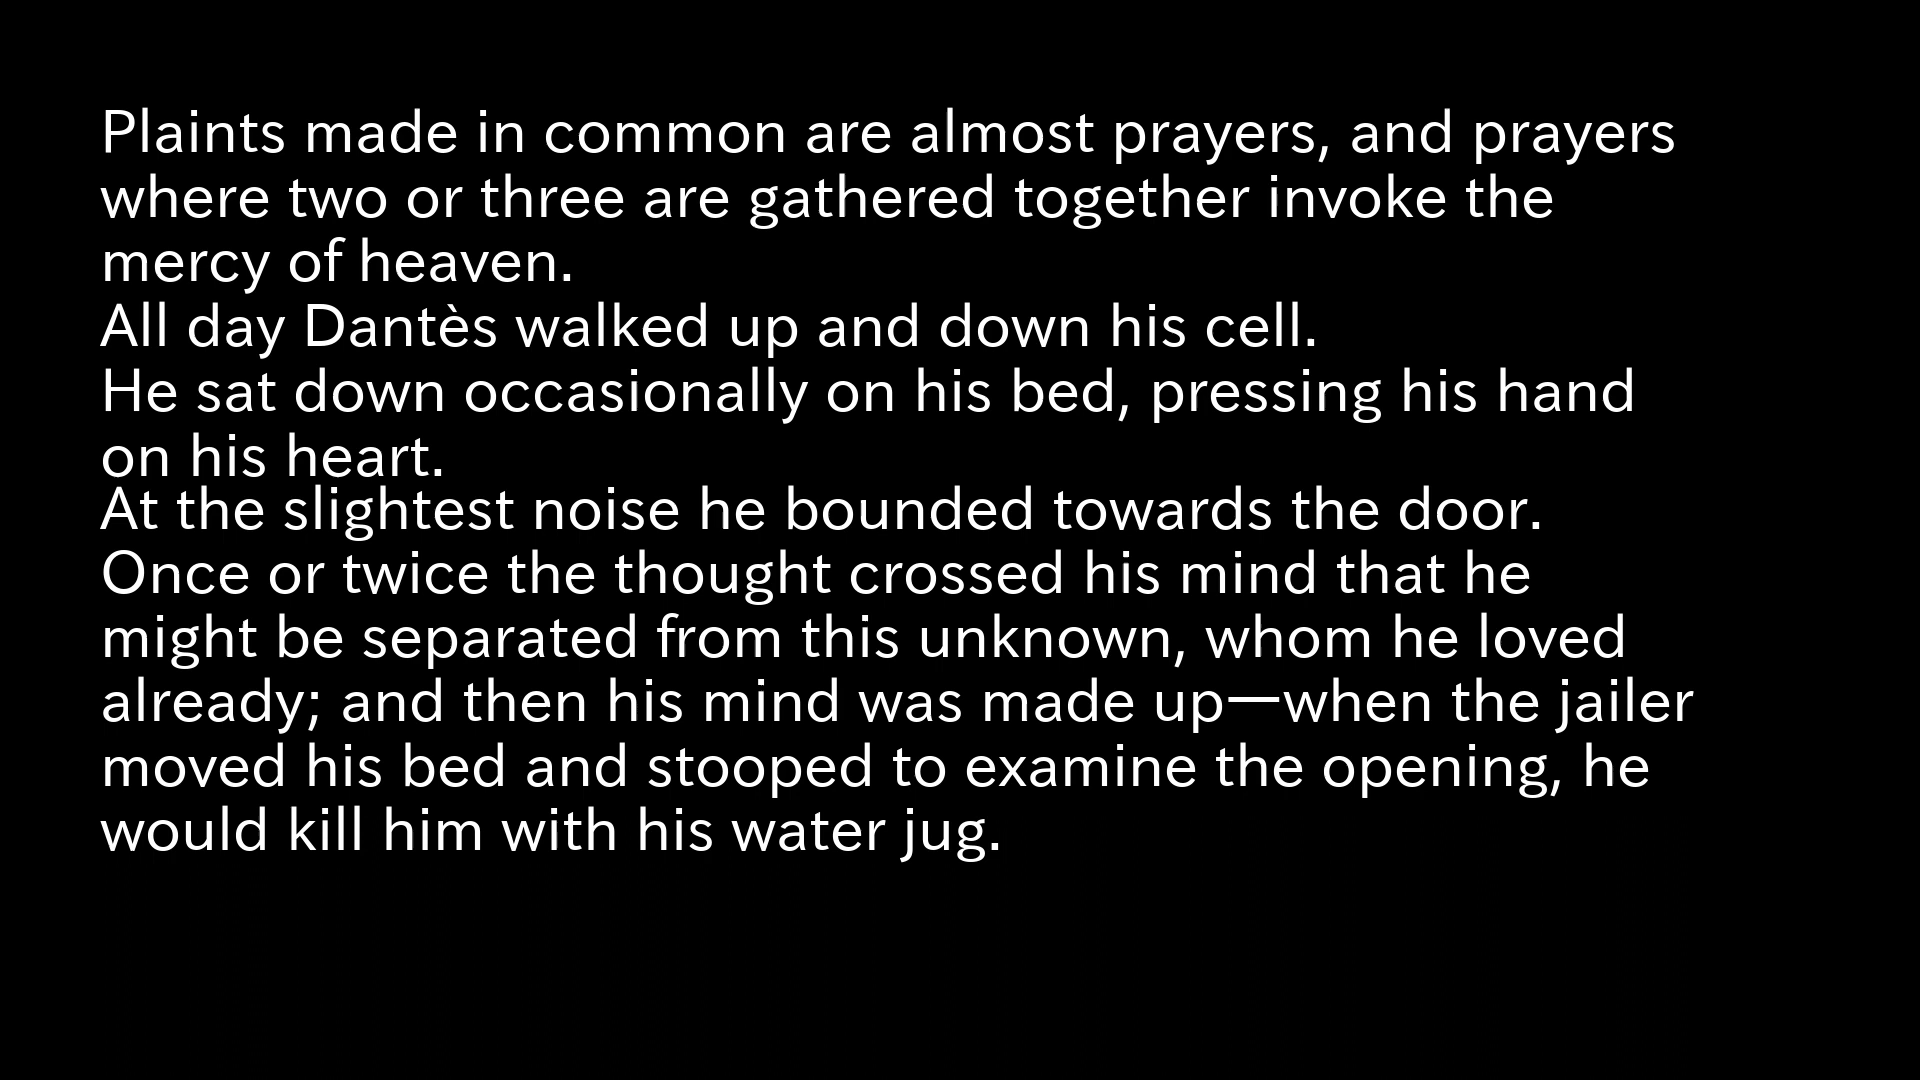 Plaints made in common are almost prayers, and prayers
where two or three are gathered together invoke the
mercy of heaven.
All day Dantès walked up and down his cell.
He sat down occasionally on his bed, pressing his hand
on his heart.
At the slightest noise he bounded towards the door.
Once or twice the thought crossed his mind that he
might be separated from this unknown, whom he loved
already; and then his mind was made up—when the jailer
moved his bed and stooped to examine the opening, he
would kill him with his water jug.